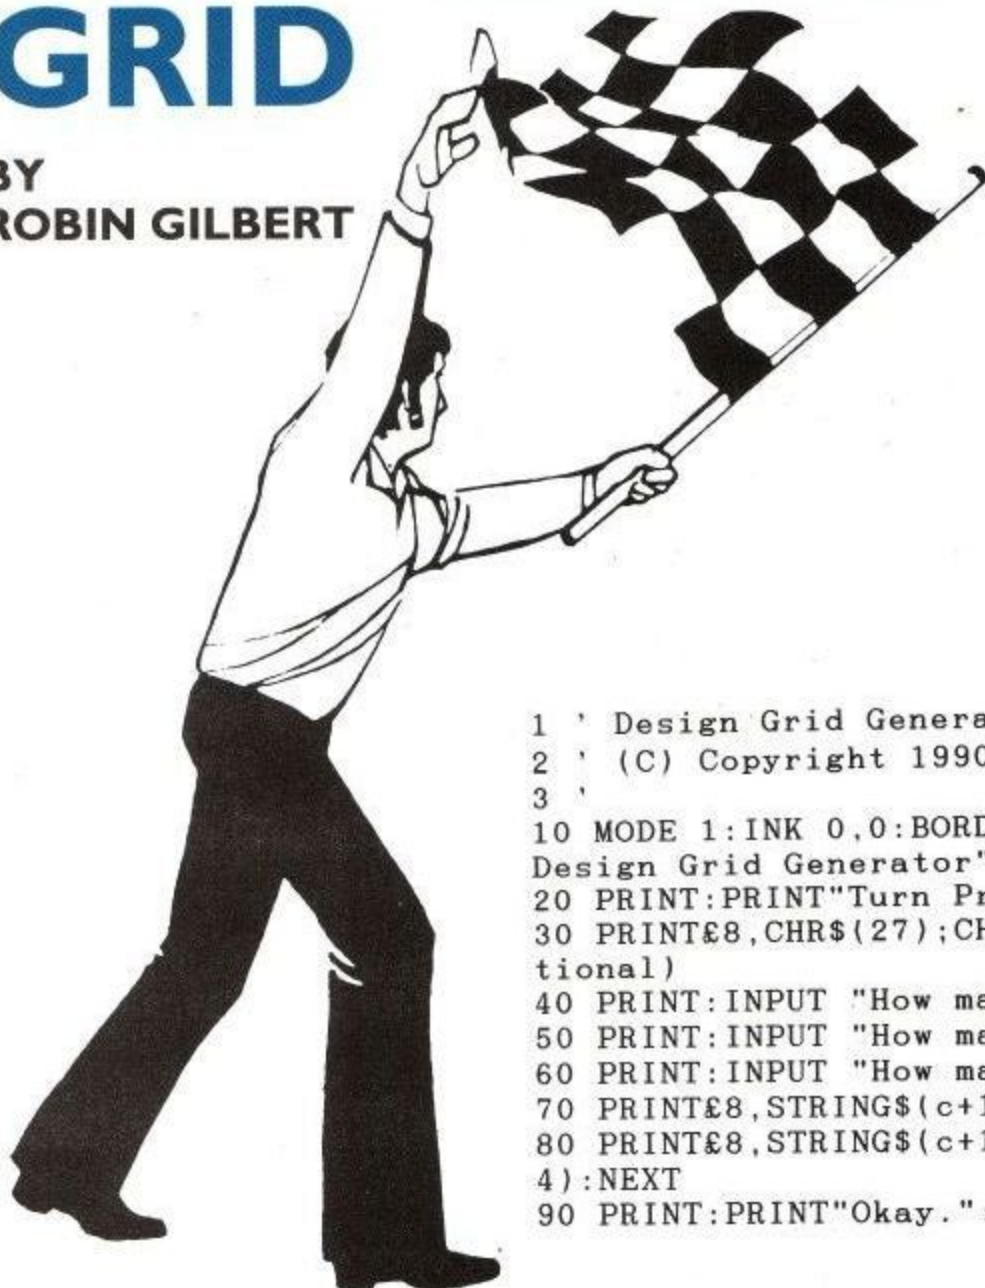 GRID
BY
ROBIN GILBERT
1 ' Design Grid Genera
2 ' (C) Copyright 1990
3 '
10 MODE 1:INK 0,0:BORD
Design Grid Generator"
20 PRINT:PRINT"Turn Pr
30 PRINT£8,CHR$(27);CH
tional)
40 PRINT:INPUT "How ma
50 PRINT:INPUT "How ma
60 PRINT:INPUT "How ma
70 PRINT£8,STRING$(c+1
80 PRINT£8,STRING$(c+1
4):NEXT
90 PRINT:PRINT"Okay."